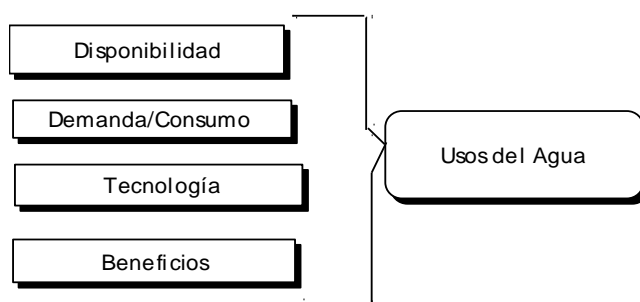 Disponibilidad
Demanda/Consumo
Usos del Agua
Tecnología
Beneficios